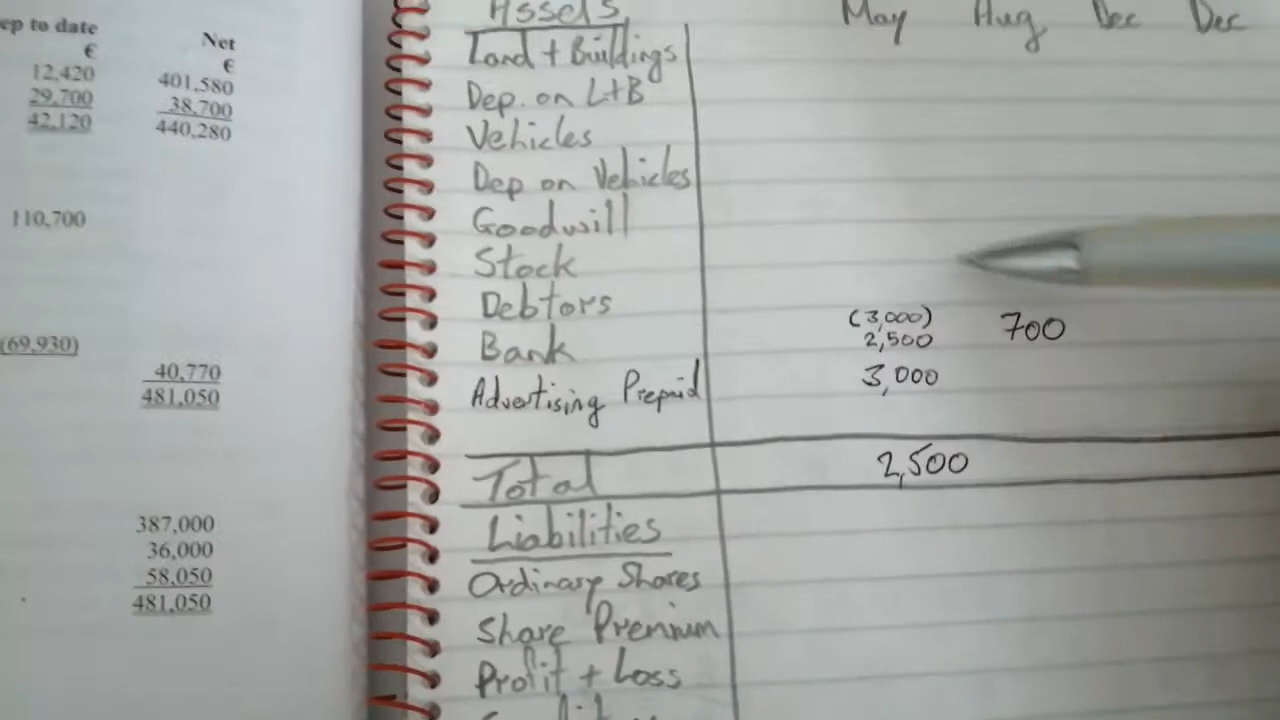 ep to date
Net
€
€
12,420
401,580
29,700
38,700
42,120
440,280
110,700
(69,930)
40,770
481,050
387,000
36,000
58,050
481,050
Assets
May Aug Dec Dec
Land + Buildings
Dep. on L+B
Vehicles
Dep on Vehicles
Goodwill
Stock
Debtors
(3,000)
Bank 2,500 700
Advertising Prepaid 3,000
Total 2,500
Liabilities
Ordinary Shares
Share Premium
Profit + Loss